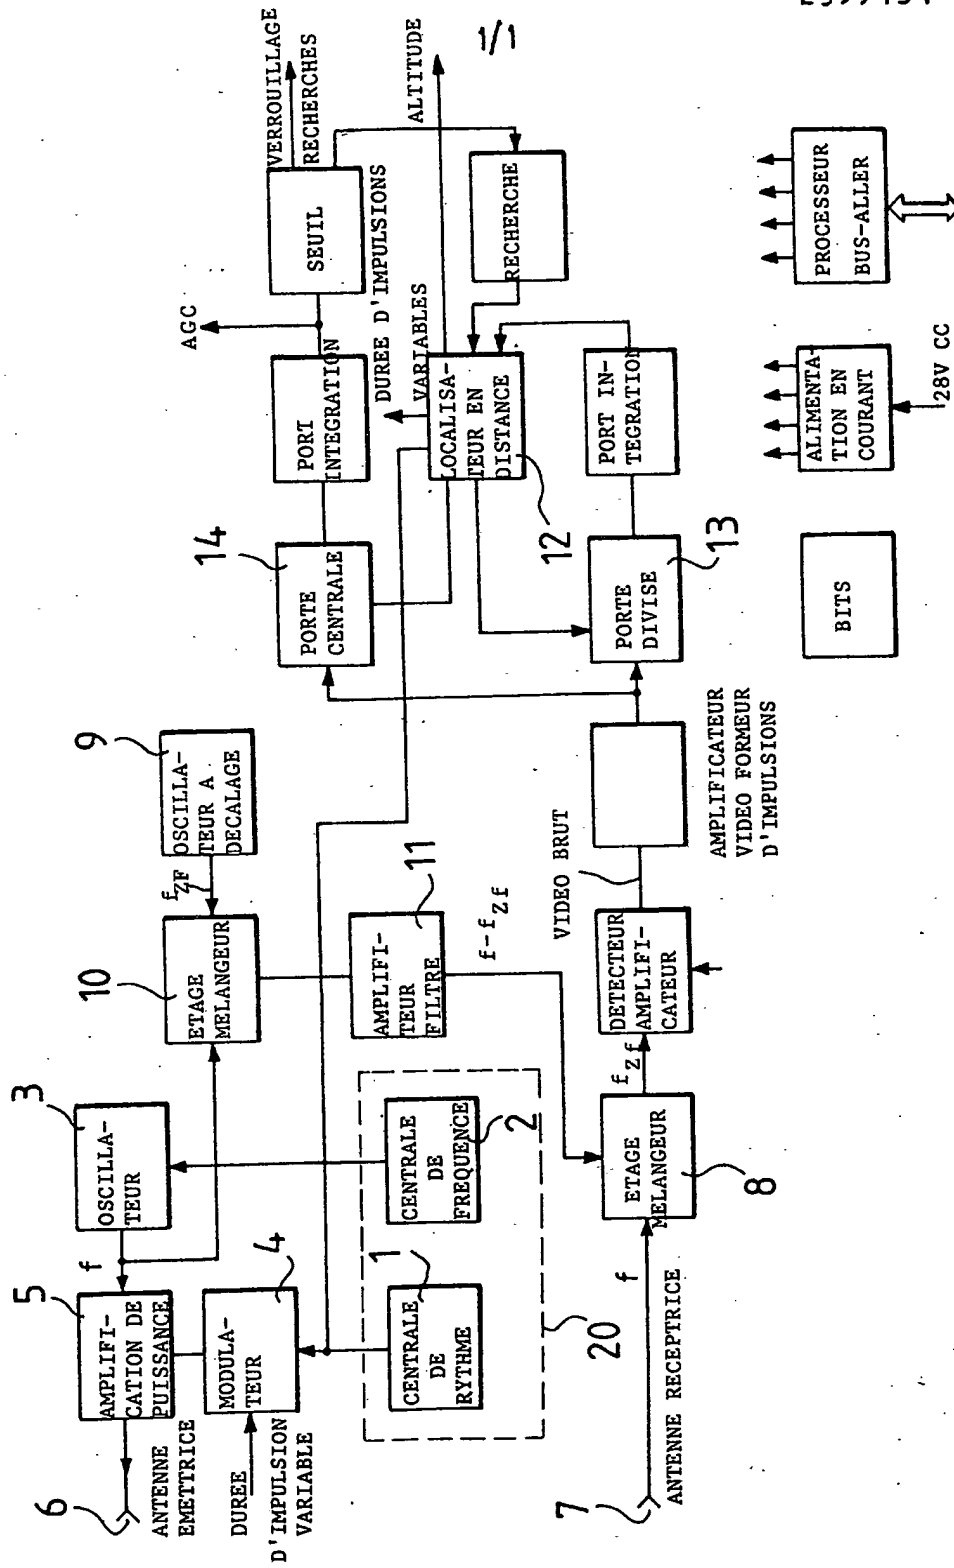 1/1
6
ANTENNE
EMETTRICE
5
AMPLIFI-
CATION DE
PUISSANCE
f
3
OSCILLA-
TEUR
10
ETAGE
MELANGEUR
f ZF
9
OSCILLA-
TEUR A
DECALAGE
14
PORTE
CENTRALE
PORT
INTEGRATION
AGC
SEUIL
VERROUILLAGE
RECHERCHES
DUREE
D'IMPULSION
VARIABLE
MODULA-
TEUR
4
CENTRALE
DE
RYTHME
1
CENTRALE
DE
FREQUENCE
2
20
AMPLIFI-
TEUR
FILTRE
11
f-f Zf
DUREE D'IMPULSIONS
VARIABLES
LOCALISA-
TEUR EN
DISTANCE
12
ALTITUDE
RECHERCHE
7
f
ANTENNE RECEPTRICE
ETAGE
MELANGEUR
8
f Zf
DETECTEUR
AMPLIFI-
CATEUR
VIDEO BRUT
AMPLIFICATEUR
VIDEO FORMEUR
D'IMPULSIONS
PORTE
DIVISE
13
PORT IN-
TEGRATION
BITS
ALIMENTA-
TION EN
COURANT
28V CC
PROCESSEUR
BUS-ALLER